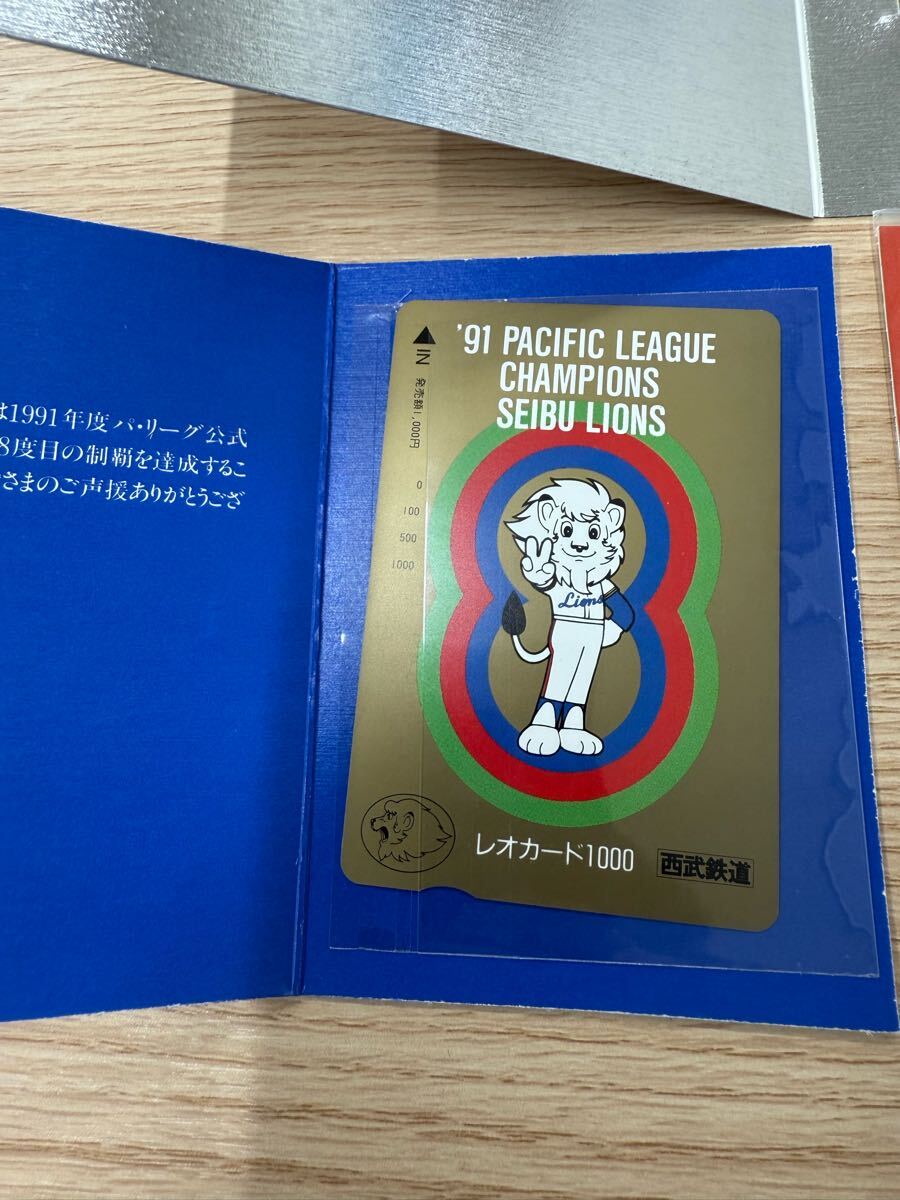 は1991年度パ・リーグ公式
8度目の制覇を達成するこ
さまのご声援ありがとうござ
'91 PACIFIC LEAGUE
CHAMPIONS
SEIBU LIONS
IN 発売額1,000円
0
100
500
1000
Lions
レオカード1000
西武鉄道